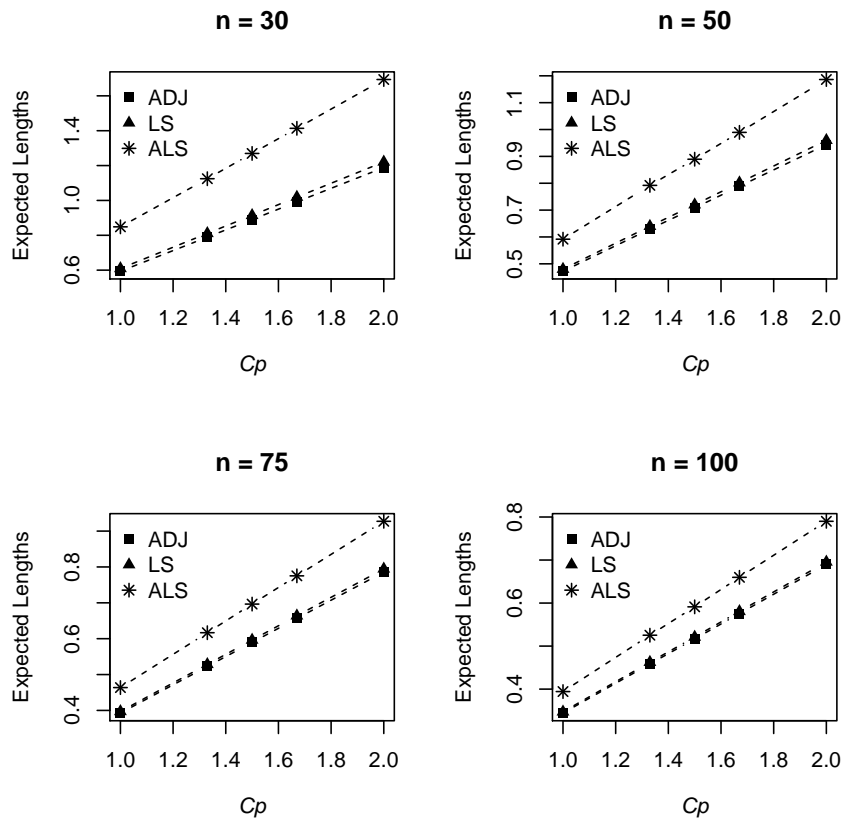 n = 30
Expected Lengths
0.6 1.0 1.4
ADJ
LS
ALS
1.0 1.2 1.4 1.6 1.8 2.0
Cp
n = 50
Expected Lengths
0.5 0.7 0.9 1.1
ADJ
LS
ALS
1.0 1.2 1.4 1.6 1.8 2.0
Cp
n = 75
Expected Lengths
0.4 0.6 0.8
ADJ
LS
ALS
1.0 1.2 1.4 1.6 1.8 2.0
Cp
n = 100
Expected Lengths
0.4 0.6 0.8
ADJ
LS
ALS
1.0 1.2 1.4 1.6 1.8 2.0
Cp